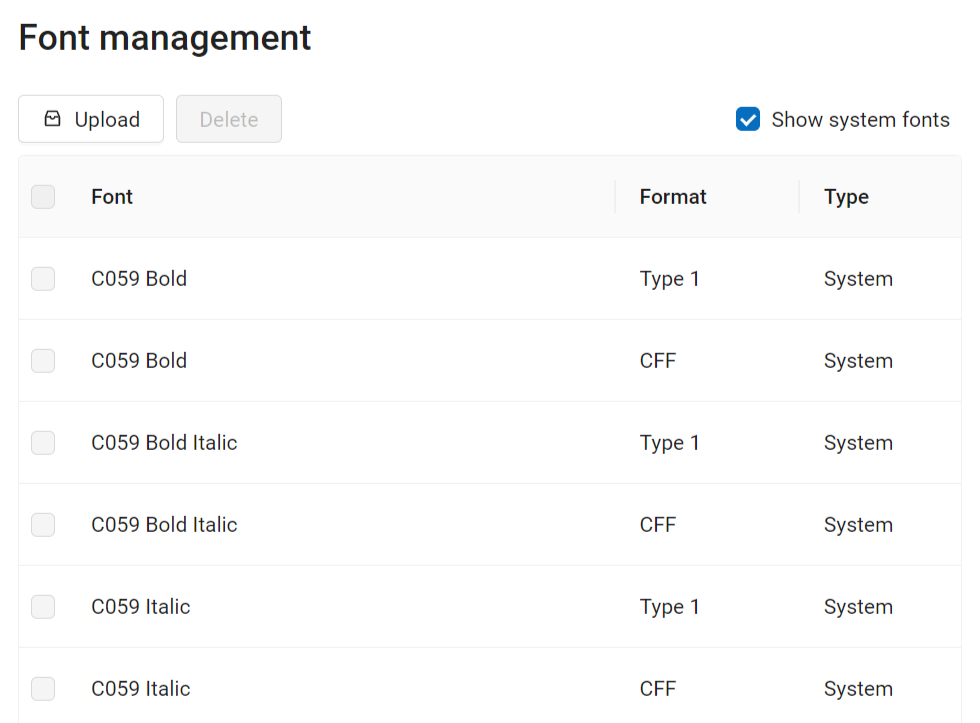 Font management
Upload Delete Show system fonts
Font Format Type
C059 Bold Type 1 System
C059 Bold CFF System
C059 Bold Italic Type 1 System
C059 Bold Italic CFF System
C059 Italic Type 1 System
C059 Italic CFF System